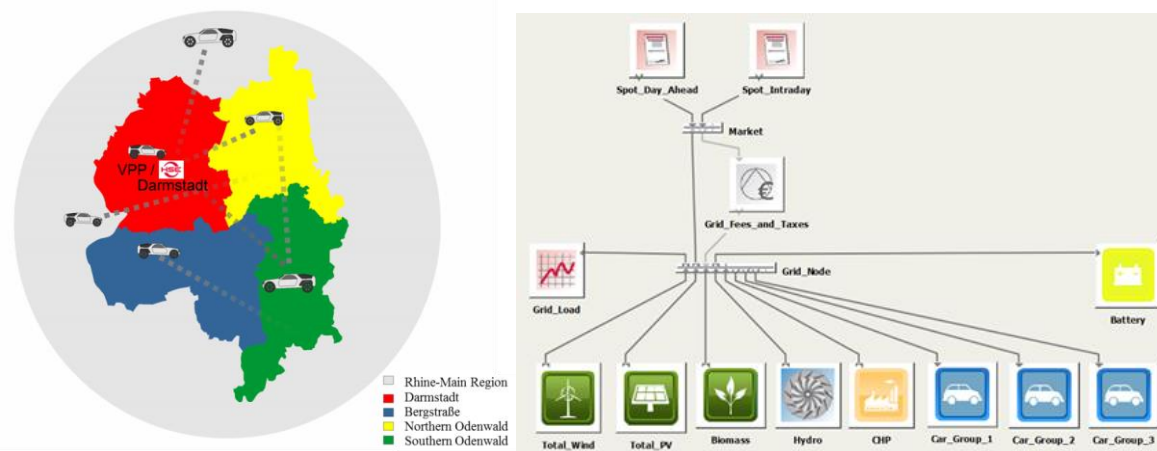 VPP / HSE
Darmstadt
Rhine-Main Region
Darmstadt
Bergstraße
Northern Odenwald
Southern Odenwald
Spot_Day_Ahead
Spot_Intraday
Market
€
Grid_Fees_and_Taxes
Grid_Node
Grid_Load
Battery
Total_Wind
Total_PV
Biomass
Hydro
CHP
Car_Group_1
Car_Group_2
Car_Group_3